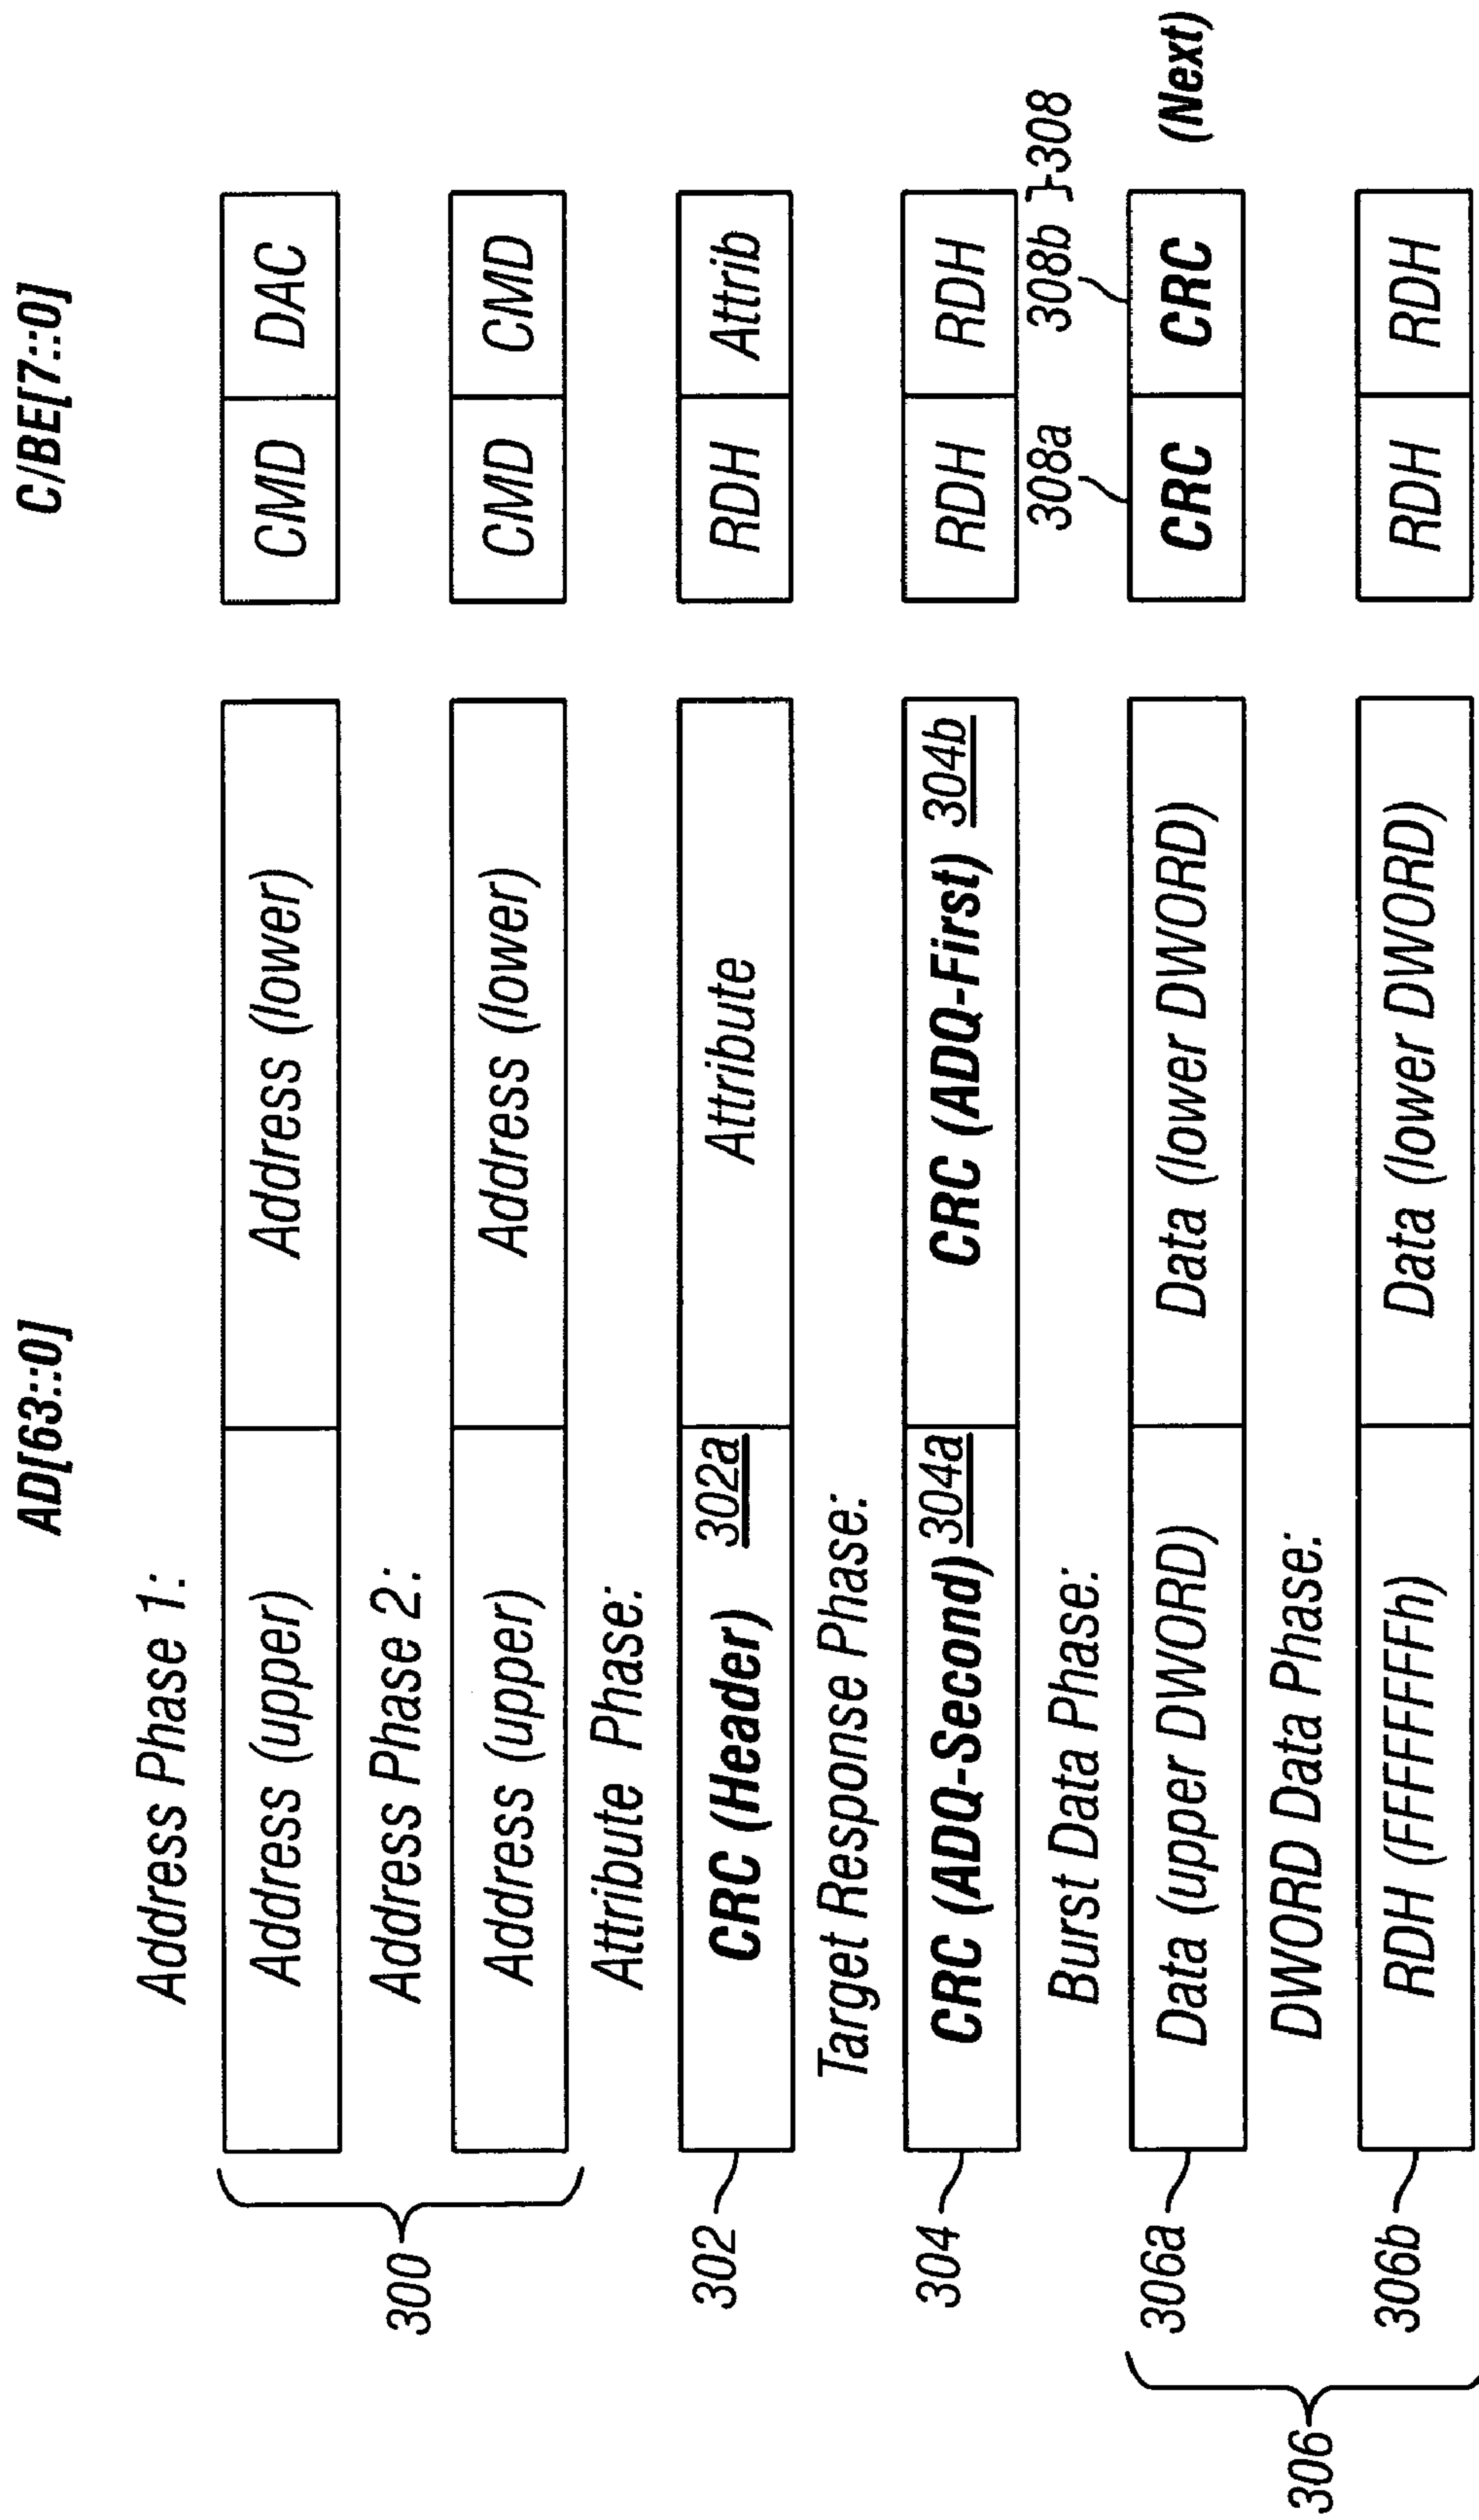 AD[63::0] C/BE[7::0]
Address Phase 1:
Address (upper) Address (lower) CMD DAC
300
Address Phase 2:
Address (upper) Address (lower) CMD CMD
Attribute Phase:
302 CRC (Header) 302a Attribute RDH Attrib
Target Response Phase:
304 CRC (ADQ-Second) 304a CRC (ADQ-First) 304b RDH RDH
Burst Data Phase: 308a 308b }308
306a Data (upper DWORD) Data (lower DWORD) CRC CRC (Next)
306
DWORD Data Phase:
306b RDH (FFFFFFFh) Data (lower DWORD) RDH RDH